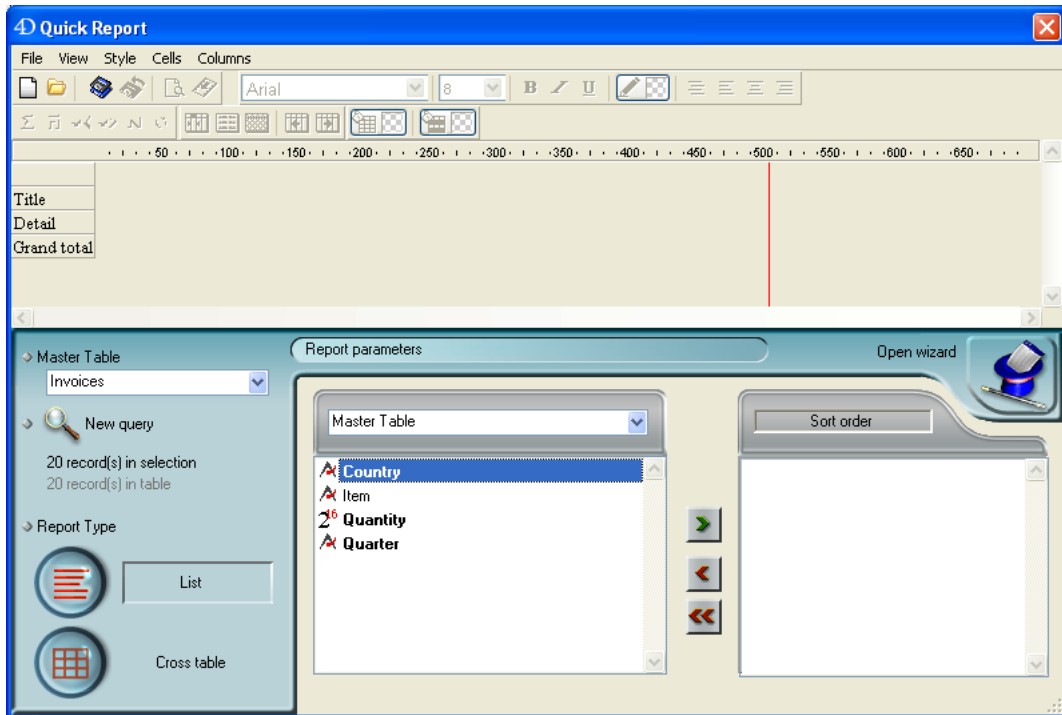 4D Quick Report
File View Style Cells Columns
Arial 8 B I U
50 100 150 200 250 300 350 400 450 500 550 600 650
Title
Detail
Grand total
Master Table
Invoices
New query
20 record(s) in selection
20 record(s) in table
Report Type
List
Cross table
Report parameters
Open wizard
Master Table
Country
Item
2^16 Quantity
Quarter
Sort order